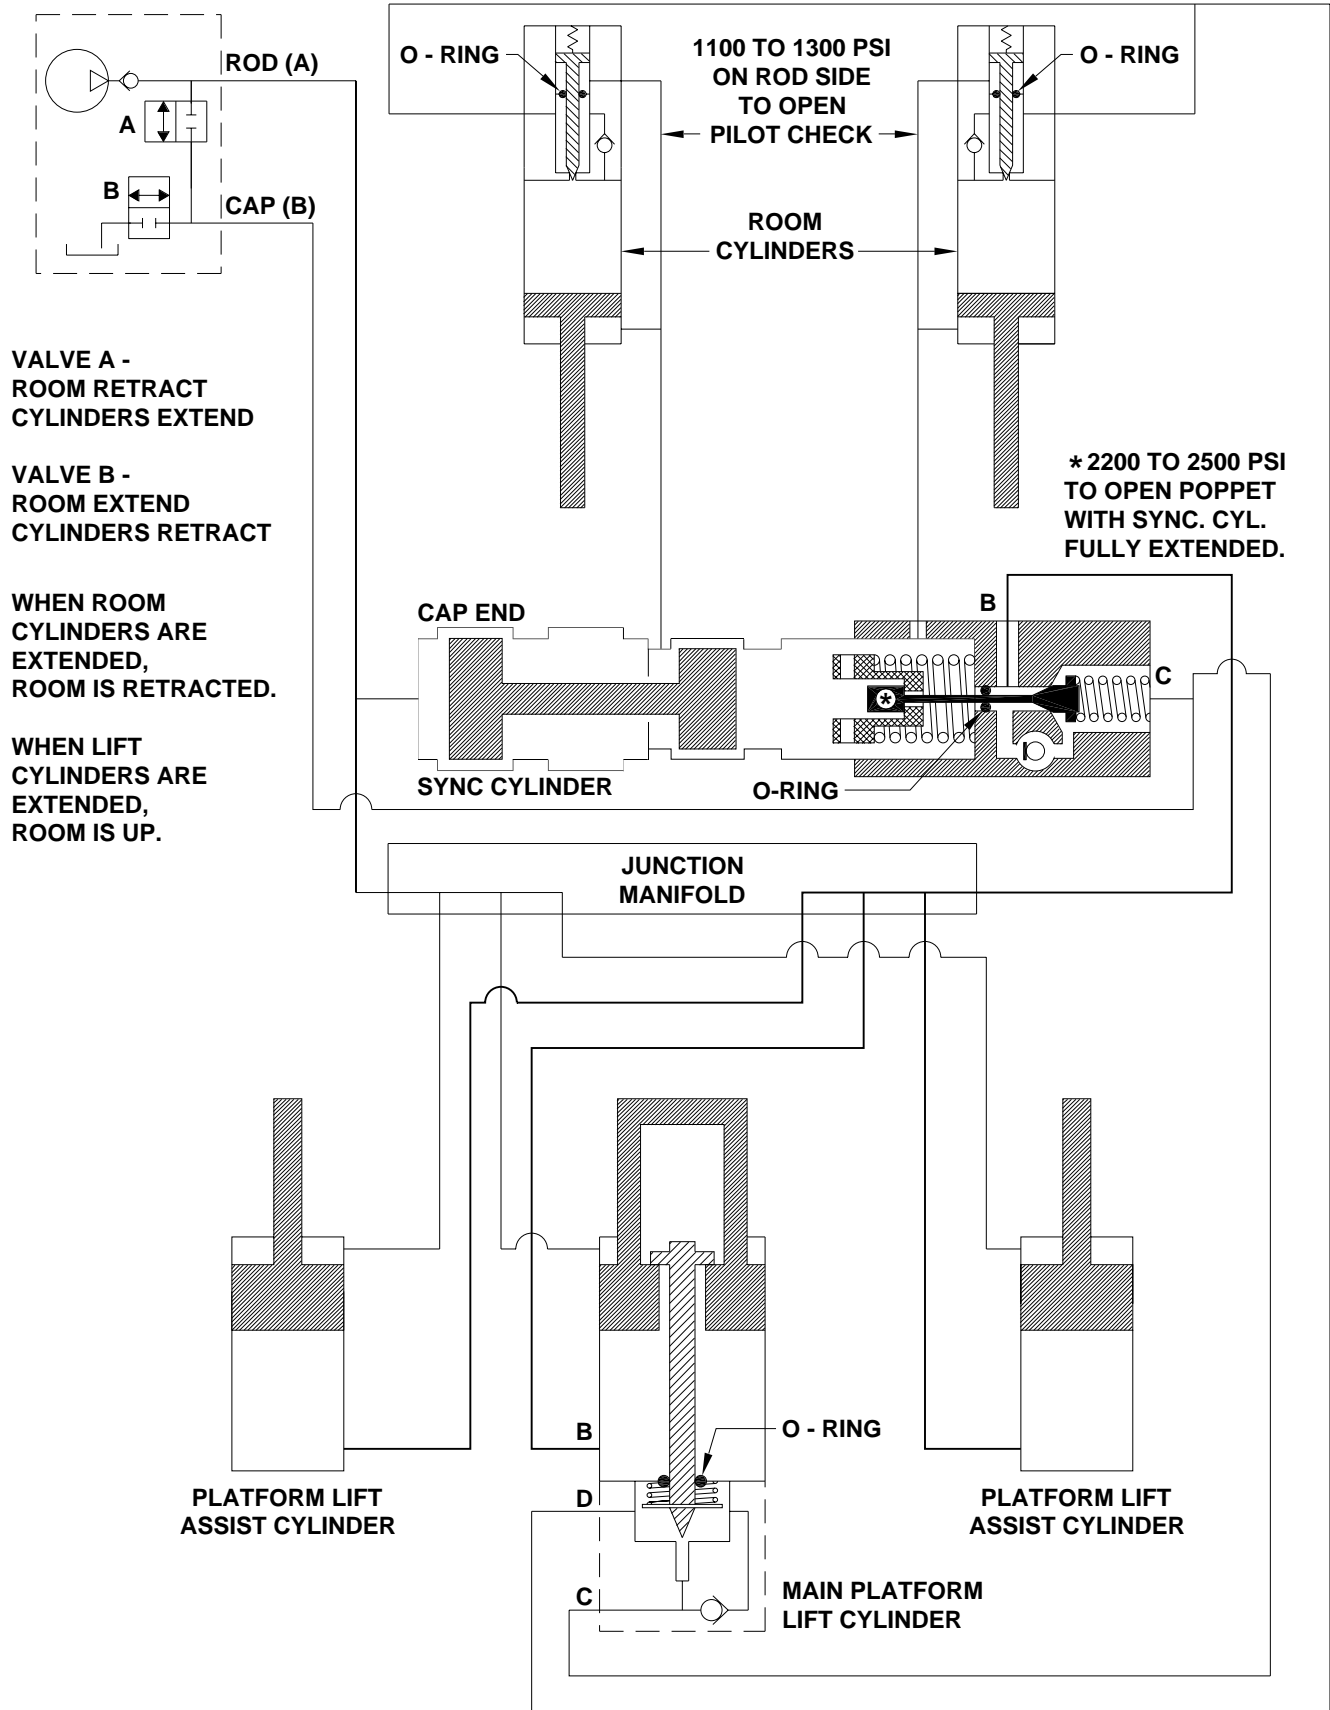 ROD (A)
A
B
CAP (B)
O - RING
1100 TO 1300 PSI
ON ROD SIDE
TO OPEN
PILOT CHECK
O - RING
ROOM
CYLINDERS
VALVE A -
ROOM RETRACT
CYLINDERS EXTEND
VALVE B -
ROOM EXTEND
CYLINDERS RETRACT
WHEN ROOM
CYLINDERS ARE
EXTENDED,
ROOM IS RETRACTED.
WHEN LIFT
CYLINDERS ARE
EXTENDED,
ROOM IS UP.
* 2200 TO 2500 PSI
TO OPEN POPPET
WITH SYNC. CYL.
FULLY EXTENDED.
CAP END
B
C
*
SYNC CYLINDER
O-RING
JUNCTION
MANIFOLD
B
O - RING
D
C
PLATFORM LIFT
ASSIST CYLINDER
PLATFORM LIFT
ASSIST CYLINDER
MAIN PLATFORM
LIFT CYLINDER